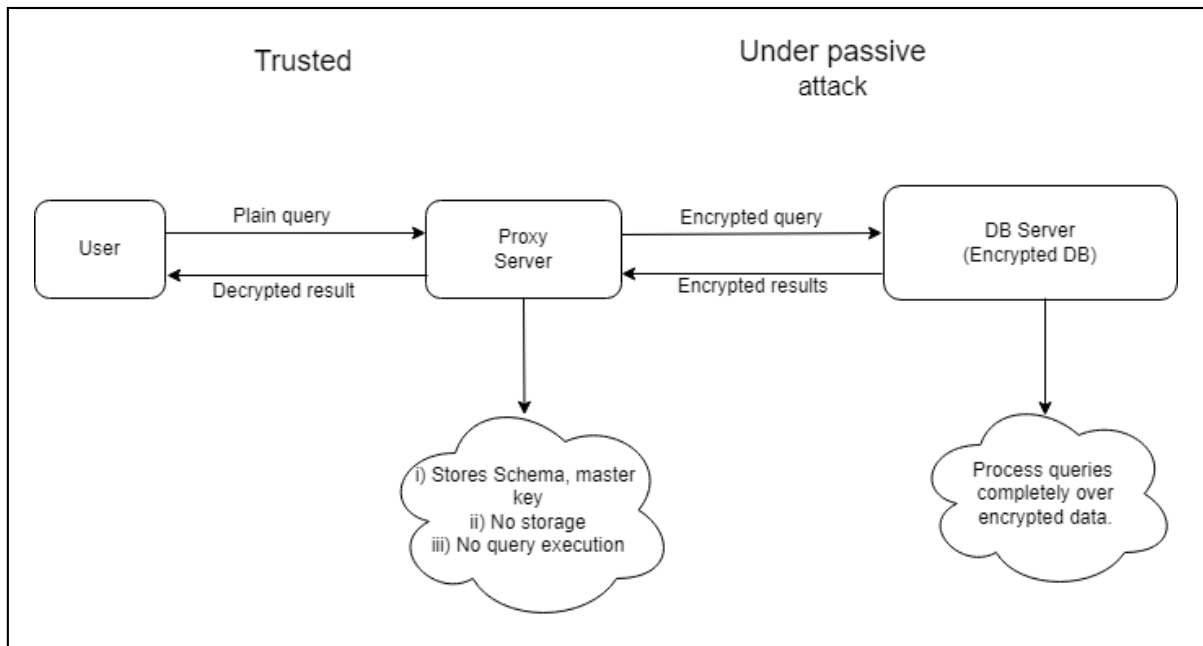 Trusted
Under passive
attack
User
Plain query
Decrypted result
Proxy
Server
Encrypted query
Encrypted results
DB Server
(Encrypted DB)
i) Stores Schema, master
key
ii) No storage
iii) No query execution
Process queries
completely over
encrypted data.